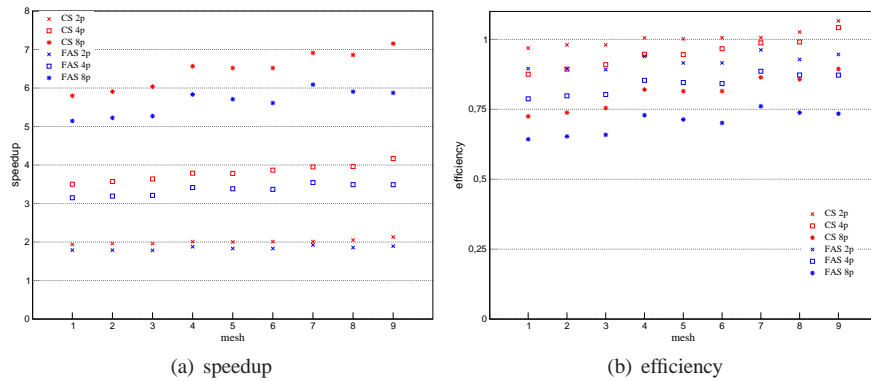 8
7
6
5
4
3
2
1
0
speedup
CS 2p
CS 4p
CS 8p
FAS 2p
FAS 4p
FAS 8p
1 2 3 4 5 6 7 8 9
mesh
(a) speedup
1
0,75
0,5
0,25
0
efficiency
CS 2p
CS 4p
CS 8p
FAS 2p
FAS 4p
FAS 8p
1 2 3 4 5 6 7 8 9
mesh
(b) efficiency